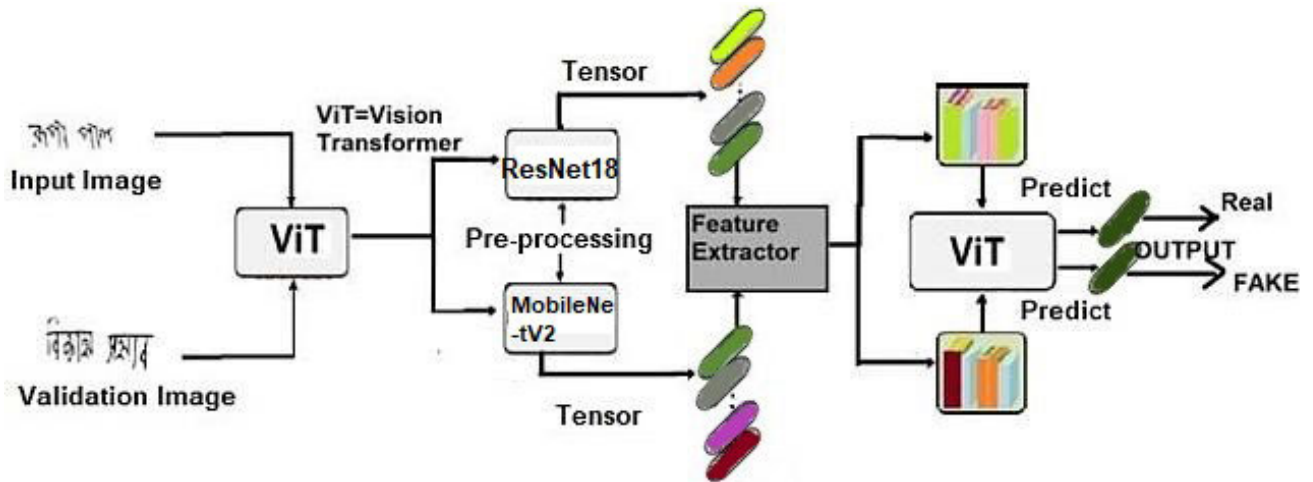 Tensor
ViT=Vision
Transformer
রূপা পাল
Input Image
ResNet18
ViT
Pre-processing
MobileNe
-tV2
Validation Image
Tensor
Feature
Extractor
Predict
Real
ViT
OUTPUT
FAKE
Predict